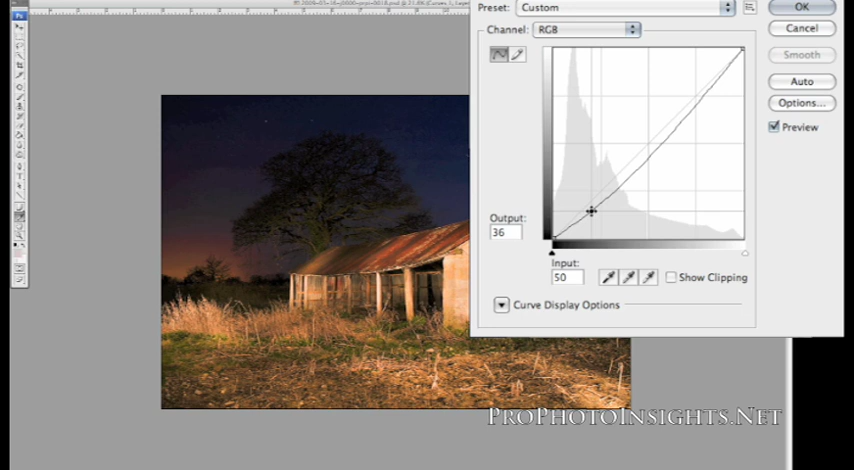 Preset: Custom
OK
Channel: RGB
Cancel
Smooth
Auto
Options...
Preview
Output:
36
Input:
50
Show Clipping
Curve Display Options
ProPhotoInsights.Net
Ps